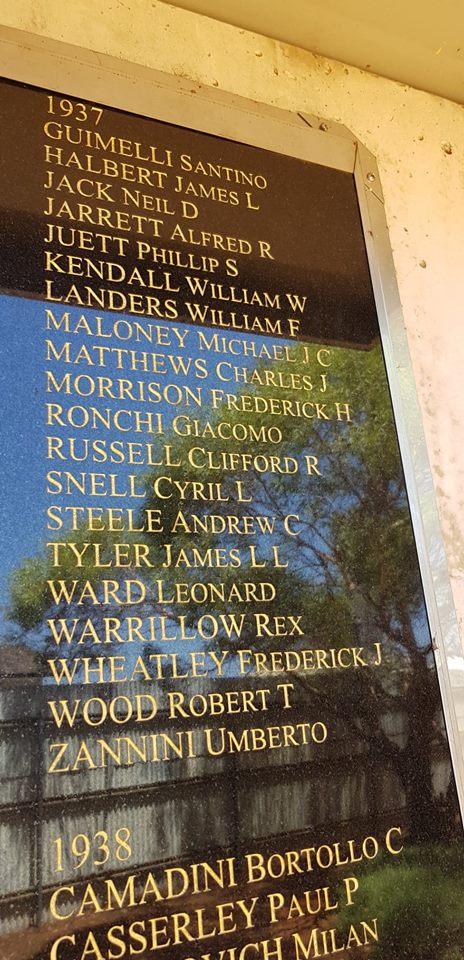 1937
GUIMELLI SANTINO
HALBERT JAMES L
JACK NEIL D
JARRETT ALFRED R
JUETT PHILLIP S
KENDALL WILLIAM W
LANDERS WILLIAM F
MALONEY MICHAEL J C
MATTHEWS CHARLES J
MORRISON FREDERICK H
RONCHI GIACOMO
RUSSELL CLIFFORD R
SNELL CYRIL L
STEELE ANDREW C
TYLER JAMES L L
WARD LEONARD
WARRILLOW REX
WHEATLEY FREDERICK J
WOOD ROBERT T
ZANNINI UMBERTO
1938
CAMADINI BORTOLLO C
CASSERLEY PAUL P
MILAN